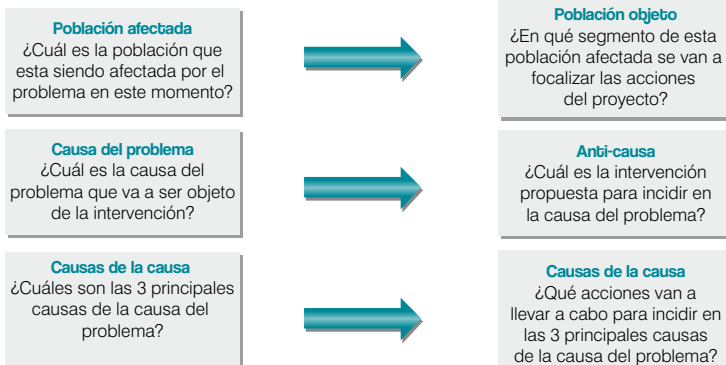 Población afectada
¿Cuál es la población que
esta siendo afectada por el
problema en este momento?
Población objeto
¿En qué segmento de esta
población afectada se van a
focalizar las acciones
del proyecto?
Causa del problema
¿Cuál es la causa del
problema que va a ser objeto
de la intervención?
Anti-causa
¿Cuál es la intervención
propuesta para incidir en
la causa del problema?
Causas de la causa
¿Cuáles son las 3 principales
causas de la causa del
problema?
Causas de la causa
¿Qué acciones van a
llevar a cabo para incidir en
las 3 principales causas
de la causa del problema?